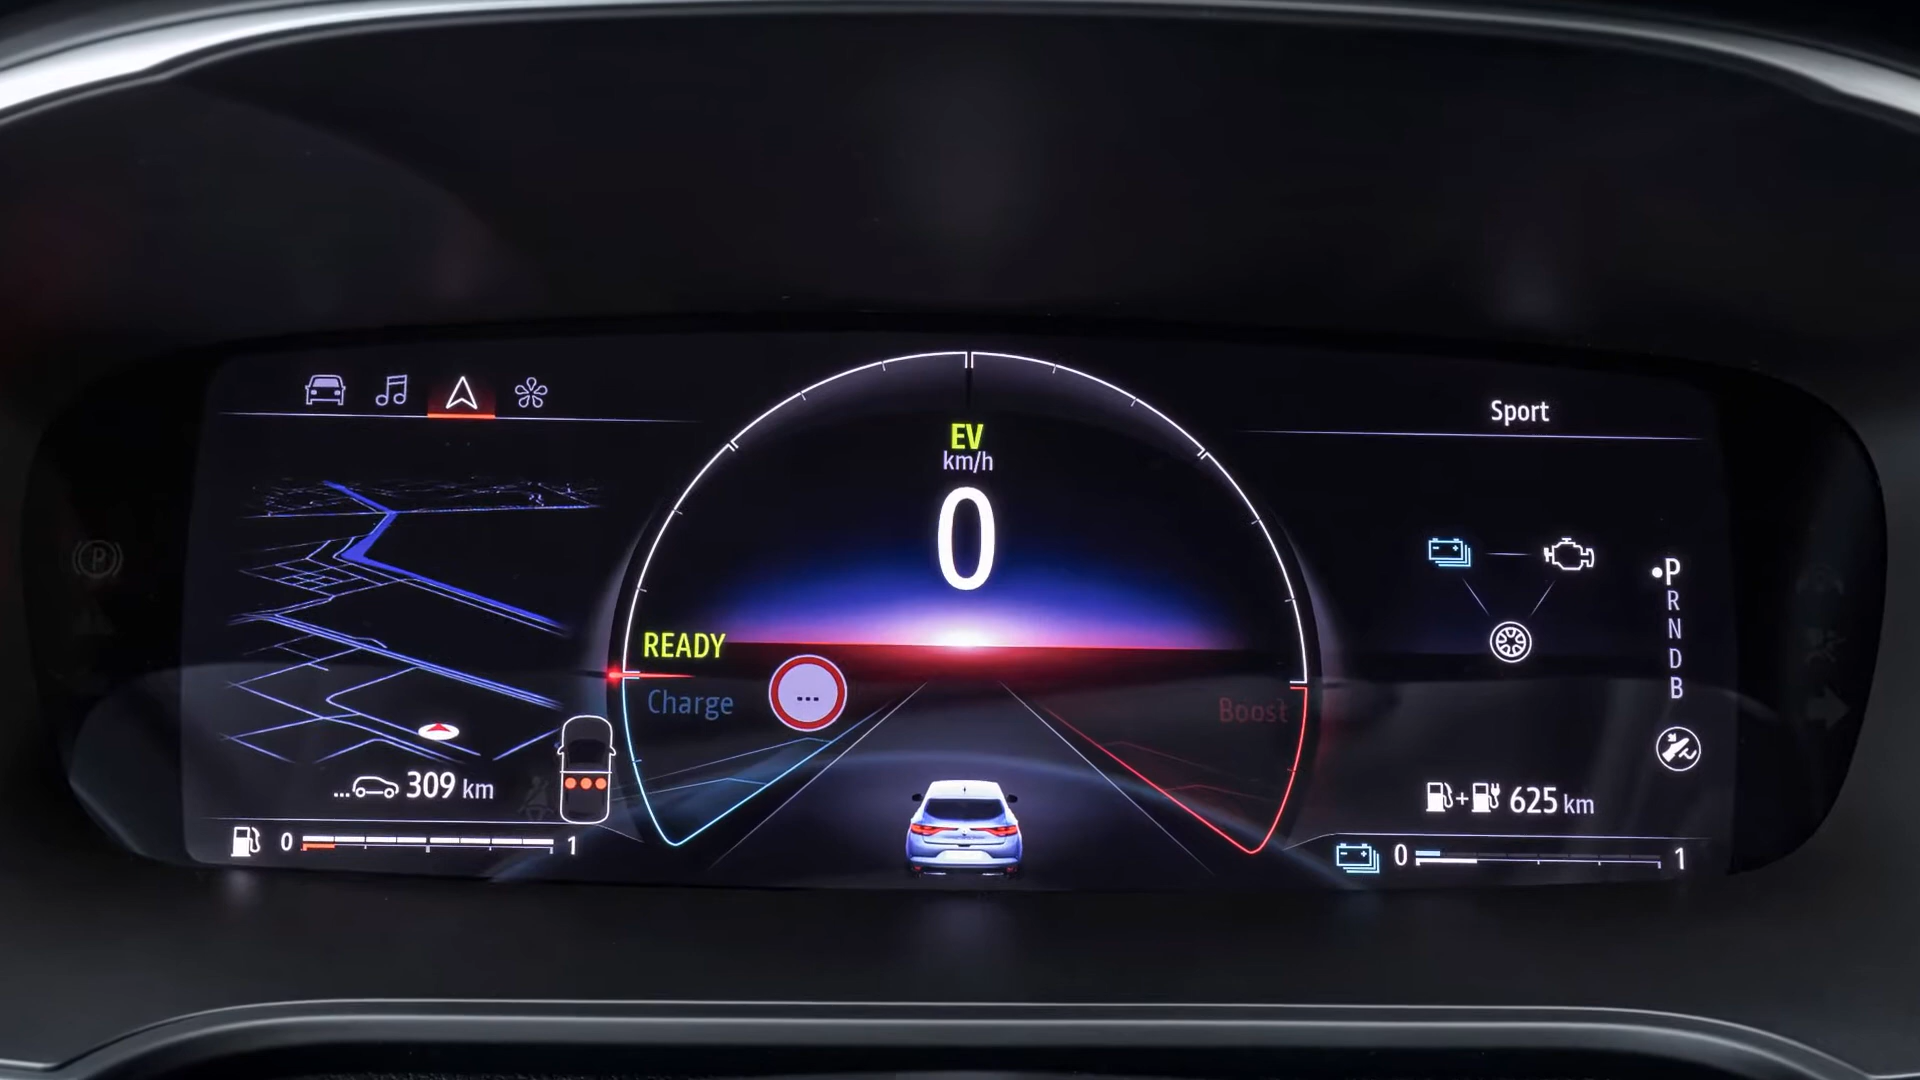 Sport
EV
km/h
0
READY
Charge
...
Boost
P
R
N
D
B
...309 km
625 km
0 1
0 1
P